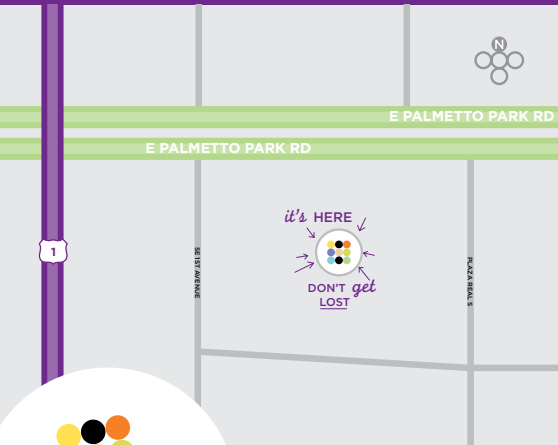 N
E PALMETTO PARK RD
E PALMETTO PARK RD
it's HERE
1
SE 1ST AVENUE
PLAZA REAL S
DON'T get
LOST